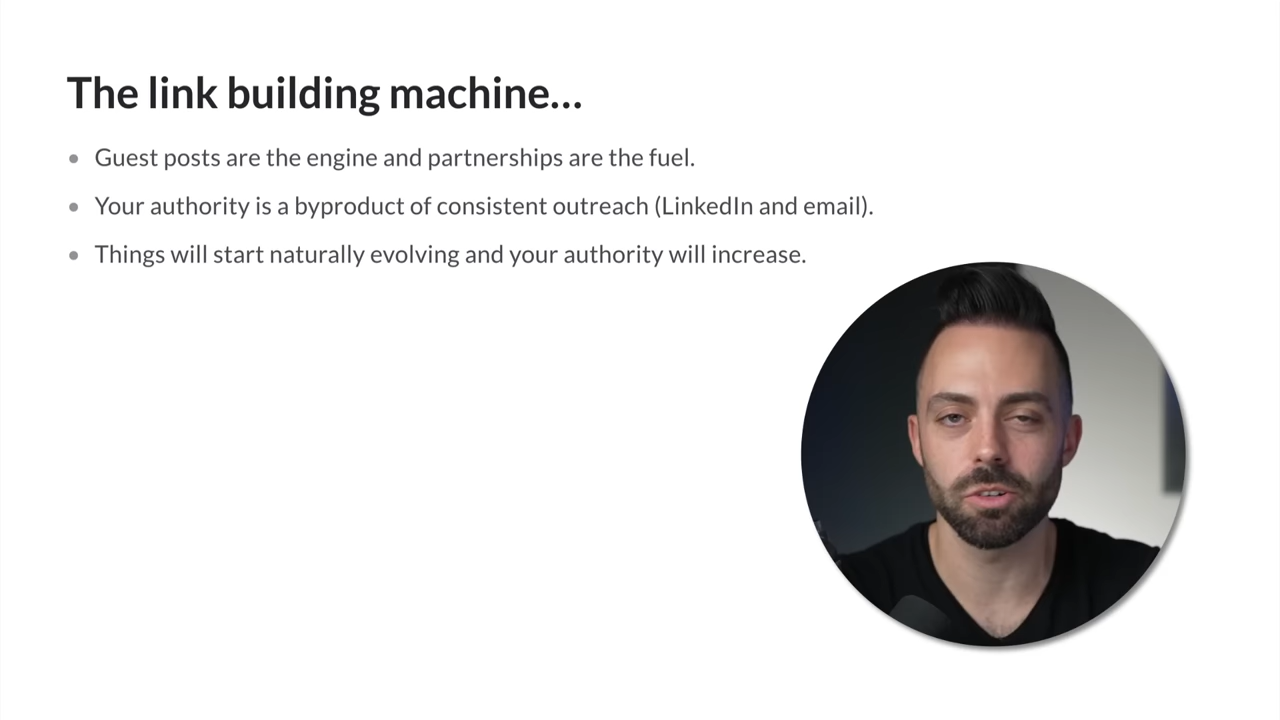 The link building machine...
Guest posts are the engine and partnerships are the fuel.
Your authority is a byproduct of consistent outreach (LinkedIn and email).
Things will start naturally evolving and your authority will increase.